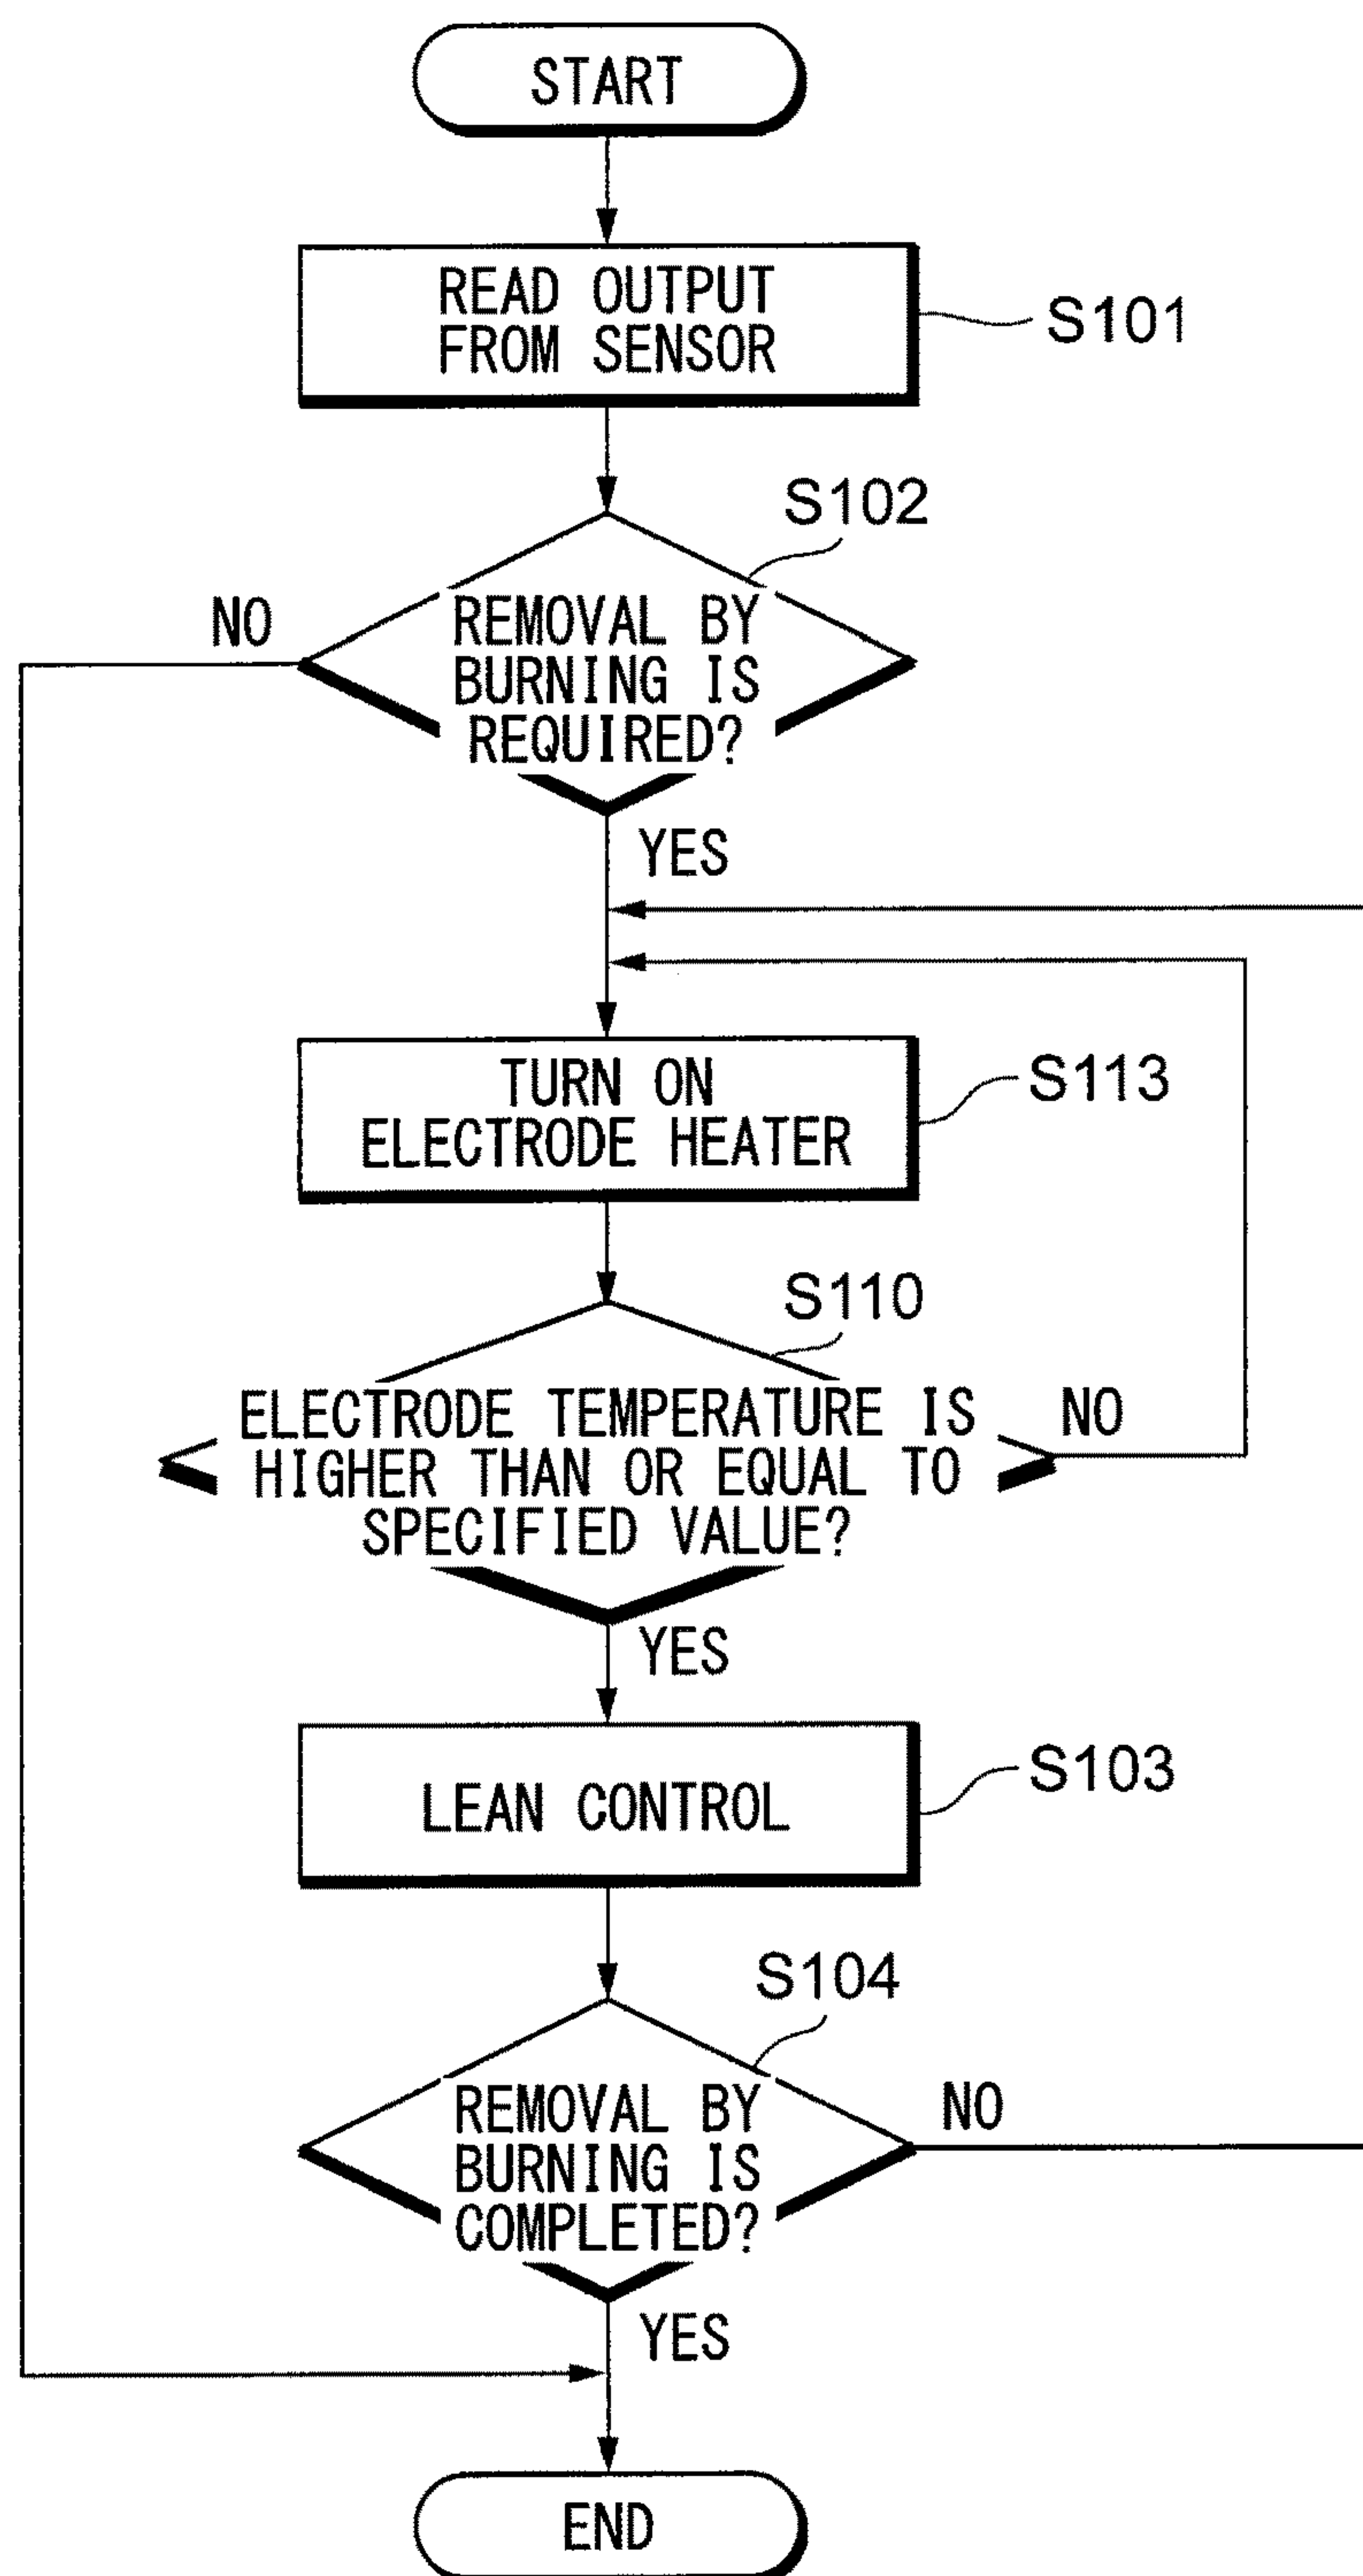 START
READ OUTPUT
FROM SENSOR
S101
S102
NO
REMOVAL BY
BURNING IS
REQUIRED?
YES
TURN ON
ELECTRODE HEATER
S113
S110
ELECTRODE TEMPERATURE IS
HIGHER THAN OR EQUAL TO
SPECIFIED VALUE?
NO
YES
LEAN CONTROL
S103
S104
REMOVAL BY
BURNING IS
COMPLETED?
NO
YES
END